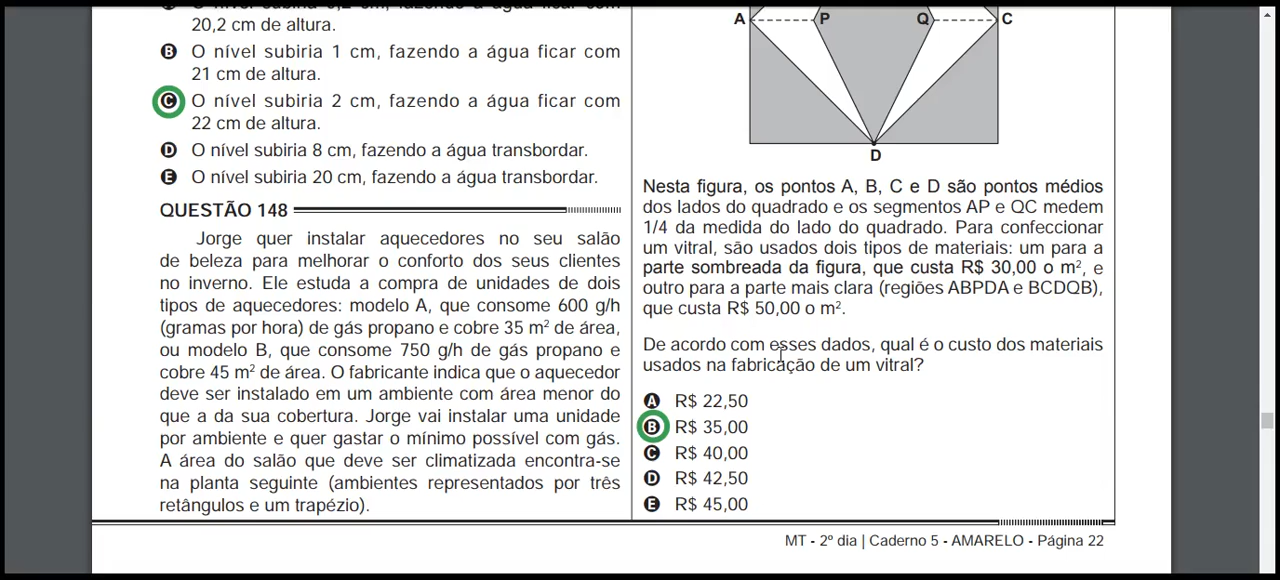 O nível subiria 0,2 cm, fazendo a água ficar com
20,2 cm de altura.
B O nível subiria 1 cm, fazendo a água ficar com
21 cm de altura.
C O nível subiria 2 cm, fazendo a água ficar com
22 cm de altura.
D O nível subiria 8 cm, fazendo a água transbordar.
E O nível subiria 20 cm, fazendo a água transbordar.
QUESTÃO 148
Jorge quer instalar aquecedores no seu salão
de beleza para melhorar o conforto dos seus clientes
no inverno. Ele estuda a compra de unidades de dois
tipos de aquecedores: modelo A, que consome 600 g/h
(gramas por hora) de gás propano e cobre 35 m² de área,
ou modelo B, que consome 750 g/h de gás propano e
cobre 45 m² de área. O fabricante indica que o aquecedor
deve ser instalado em um ambiente com área menor do
que a da sua cobertura. Jorge vai instalar uma unidade
por ambiente e quer gastar o mínimo possível com gás.
A área do salão que deve ser climatizada encontra-se
na planta seguinte (ambientes representados por três
retângulos e um trapézio).
A P Q C
D
Nesta figura, os pontos A, B, C e D são pontos médios
dos lados do quadrado e os segmentos AP e QC medem
1/4 da medida do lado do quadrado. Para confeccionar
um vitral, são usados dois tipos de materiais: um para a
parte sombreada da figura, que custa R$ 30,00 o m², e
outro para a parte mais clara (regiões ABPDA e BCDQB),
que custa R$ 50,00 o m².
De acordo com esses dados, qual é o custo dos materiais
usados na fabricação de um vitral?
A R$ 22,50
B R$ 35,00
C R$ 40,00
D R$ 42,50
E R$ 45,00
MT - 2º dia | Caderno 5 - AMARELO - Página 22